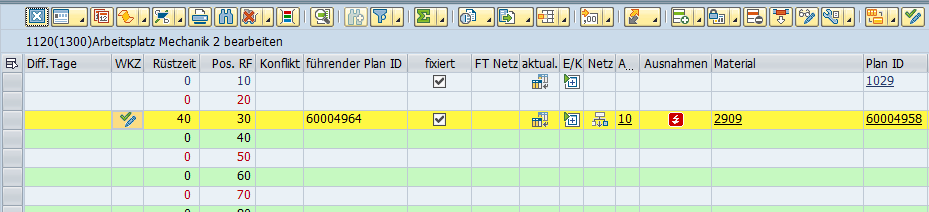 1120(1300)Arbeitsplatz Mechanik 2 bearbeiten
Diff.Tage WKZ Rüstzeit Pos. RF Konflikt führender Plan ID fixiert FT Netz aktual. E/K Netz A.. Ausnahmen Material Plan ID
0 10 1029
0 20
40 30 60004964 10 2909 60004958
0 40
0 50
0 60
0 70